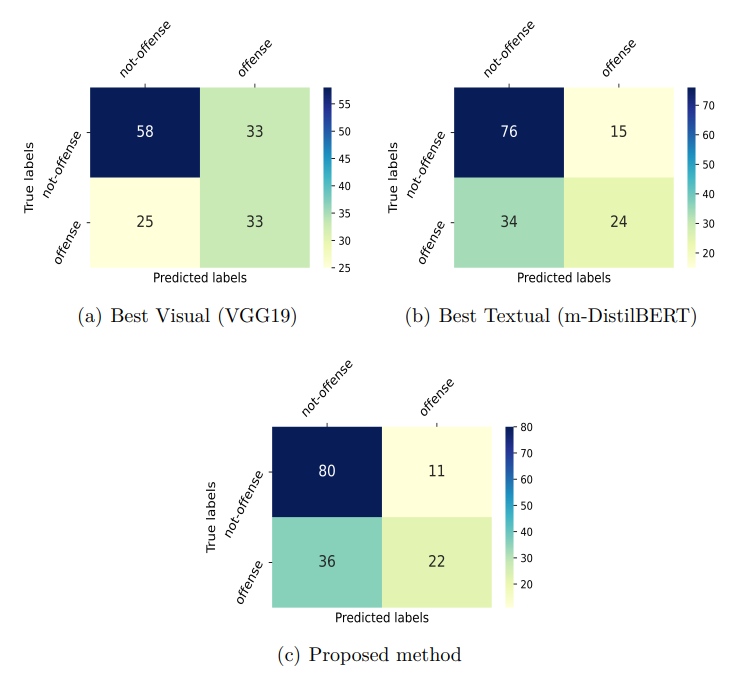 not-offense offense not-offense offense
True labels not-offense 58 33
offense 25 33
Predicted labels
55
50
45
40
35
30
25
True labels not-offense 76 15
offense 34 24
Predicted labels
70
60
50
40
30
20
(a) Best Visual (VGG19) (b) Best Textual (m-DistilBERT)
not-offense offense
True labels not-offense 80 11
offense 36 22
Predicted labels
80
70
60
50
40
30
20
(c) Proposed method